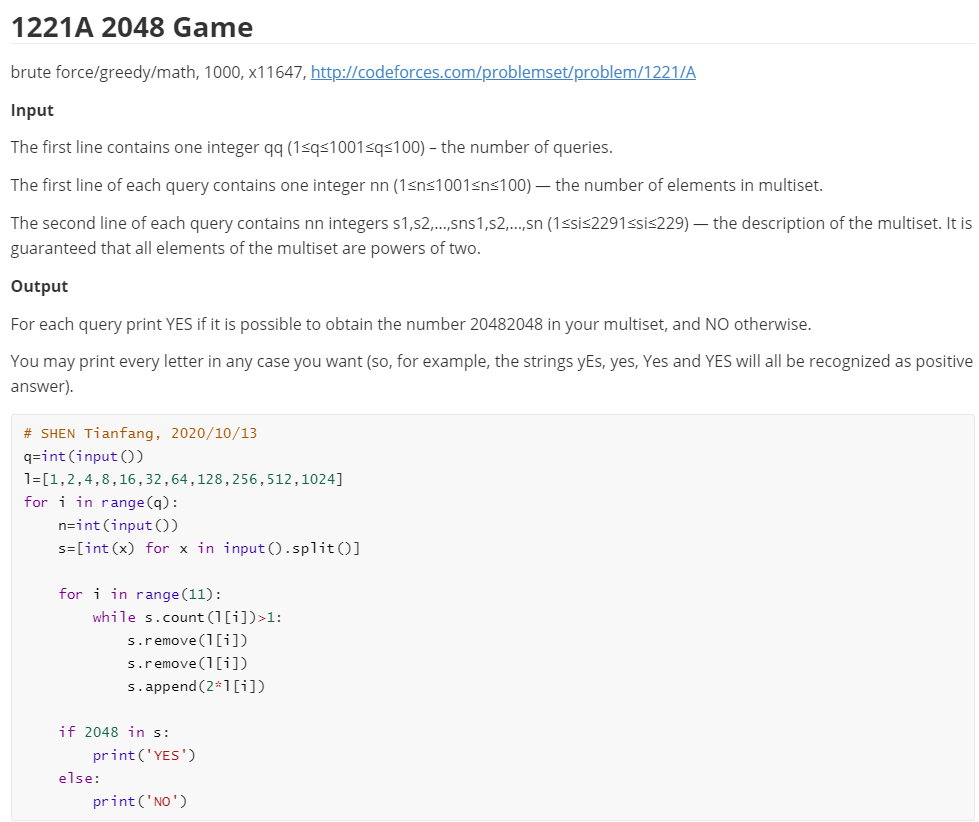 1221A 2048 Game
brute force/greedy/math, 1000, x11647, http://codeforces.com/problemset/problem/1221/A
Input
The first line contains one integer qq (1≤q≤1001≤q≤100) – the number of queries.
The first line of each query contains one integer nn (1≤n≤1001≤n≤100) — the number of elements in multiset.
The second line of each query contains nn integers s1,s2,…,sns1,s2,…,sn (1≤si≤2291≤si≤229) — the description of the multiset. It is
guaranteed that all elements of the multiset are powers of two.
Output
For each query print YES if it is possible to obtain the number 20482048 in your multiset, and NO otherwise.
You may print every letter in any case you want (so, for example, the strings yEs, yes, Yes and YES will all be recognized as positive
answer).
# SHEN Tianfang, 2020/10/13
q=int(input())
l=[1,2,4,8,16,32,64,128,256,512,1024]
for i in range(q):
    n=int(input())
    s=[int(x) for x in input().split()]
    for i in range(11):
        while s.count(l[i])>1:
            s.remove(l[i])
            s.remove(l[i])
            s.append(2*l[i])
    if 2048 in s:
        print('YES')
    else:
        print('NO')